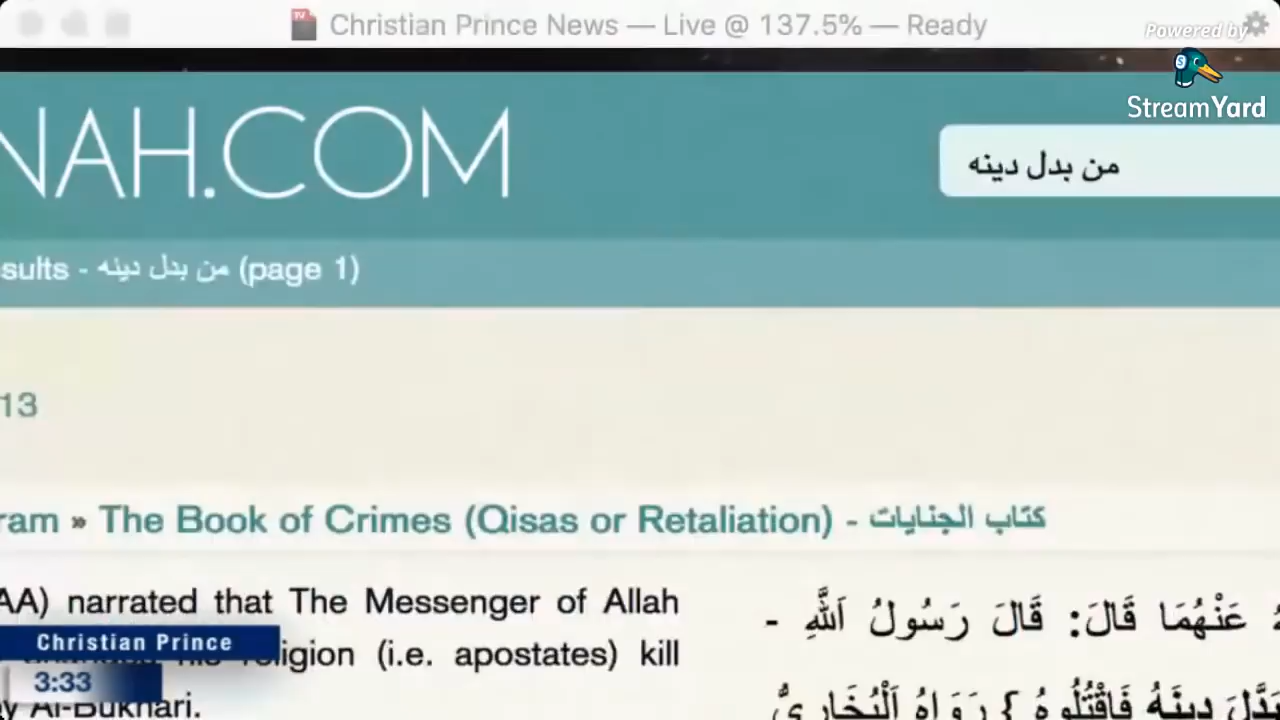 Christian Prince News — Live @ 137.5% — Ready
Powered by
StreamYard
NAH.COM
من بدل دينه
sults - من بدل دينه (page 1)
13
ram » The Book of Crimes (Qisas or Retaliation) - كتاب الجنايات
AA) narrated that The Messenger of Allah
عَنْهُمَا قَالَ: قَالَ رَسُولُ اَللَّهِ -
his religion (i.e. apostates) kill
بَدَّلَ دِينَهُ فَاقْتُلُوهُ } رَوَاهُ اَلْبُخَارِيُّ
y Al-Bukhari.
Christian Prince
3:33